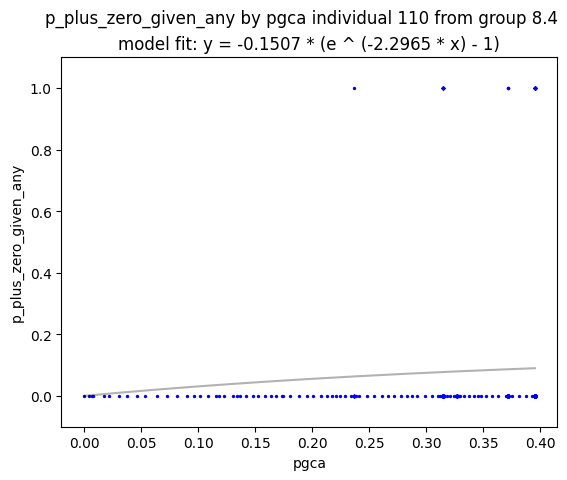 p_plus_zero_given_any by pgca individual 110 from group 8.4
model fit: y = -0.1507 * (e ^ (-2.2965 * x) - 1)
p_plus_zero_given_any
1.0
0.8
0.6
0.4
0.2
0.0
0.00 0.05 0.10 0.15 0.20 0.25 0.30 0.35 0.40
pgca